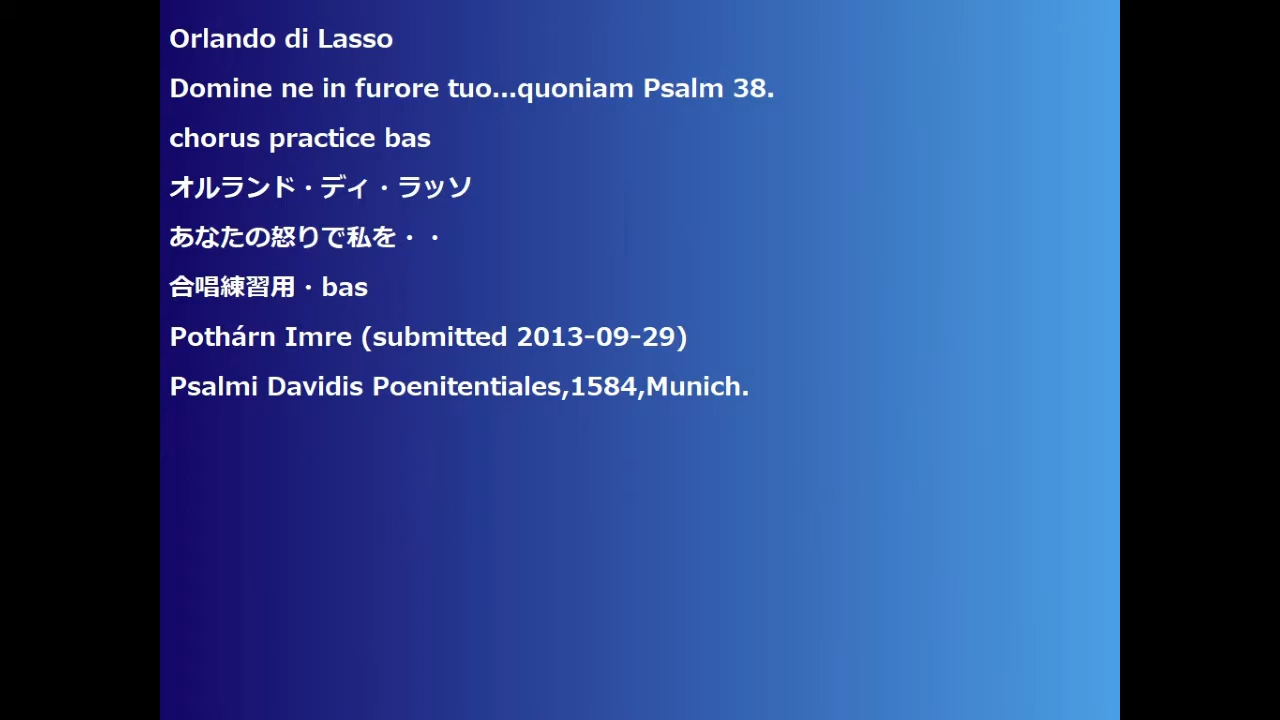 Orlando di Lasso
Domine ne in furore tuo...quoniam Psalm 38.
chorus practice bas
オルランド・ディ・ラッソ
あなたの怒りで私を・・
合唱練習用・bas
Pothárn Imre (submitted 2013-09-29)
Psalmi Davidis Poenitentiales,1584,Munich.